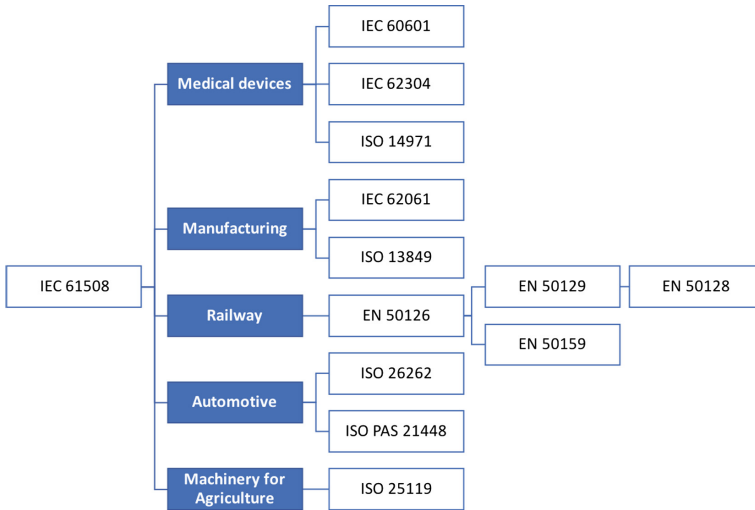 IEC 60601
Medical devices
IEC 62304
ISO 14971
IEC 62061
Manufacturing
ISO 13849
IEC 61508
EN 50129
EN 50128
Railway
EN 50126
EN 50159
ISO 26262
Automotive
ISO PAS 21448
Machinery for
Agriculture
ISO 25119